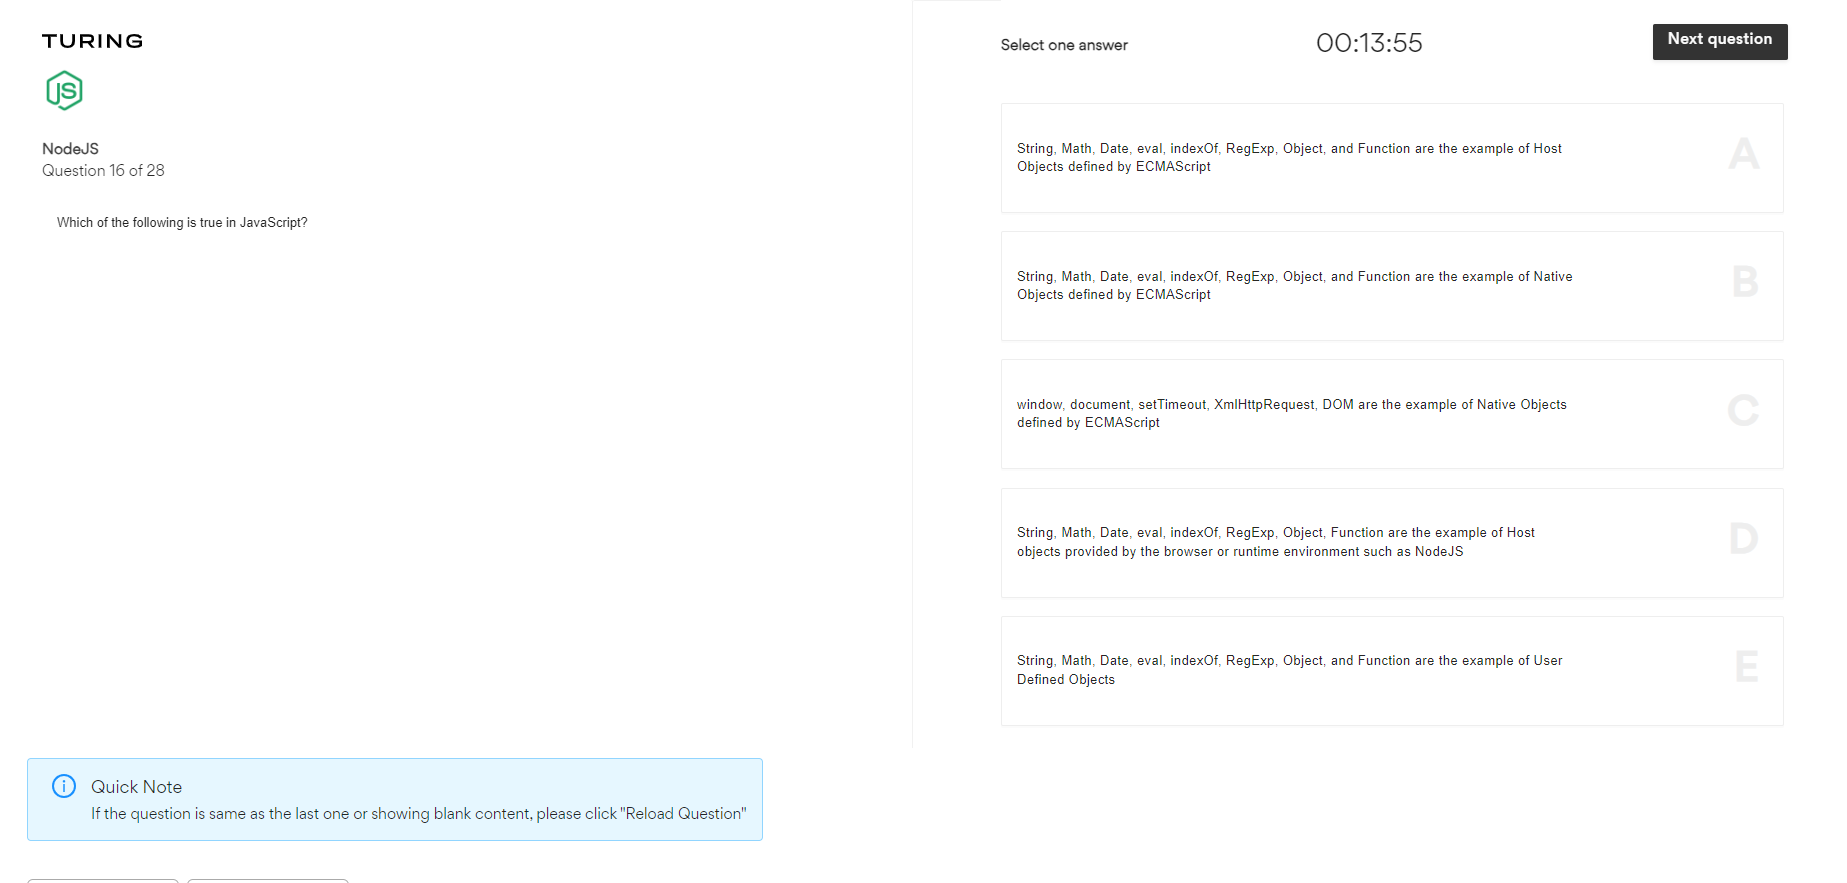 TURING
JS
NodeJS
Question 16 of 28
Which of the following is true in JavaScript?
Select one answer
00:13:55
Next question
String, Math, Date, eval, indexOf, RegExp, Object, and Function are the example of Host
Objects defined by ECMAScript
A
String, Math, Date, eval, indexOf, RegExp, Object, and Function are the example of Native
Objects defined by ECMAScript
B
window, document, setTimeout, XmlHttpRequest, DOM are the example of Native Objects
defined by ECMAScript
C
String, Math, Date, eval, indexOf, RegExp, Object, Function are the example of Host
objects provided by the browser or runtime environment such as NodeJS
D
String, Math, Date, eval, indexOf, RegExp, Object, and Function are the example of User
Defined Objects
E
Quick Note
If the question is same as the last one or showing blank content, please click "Reload Question"